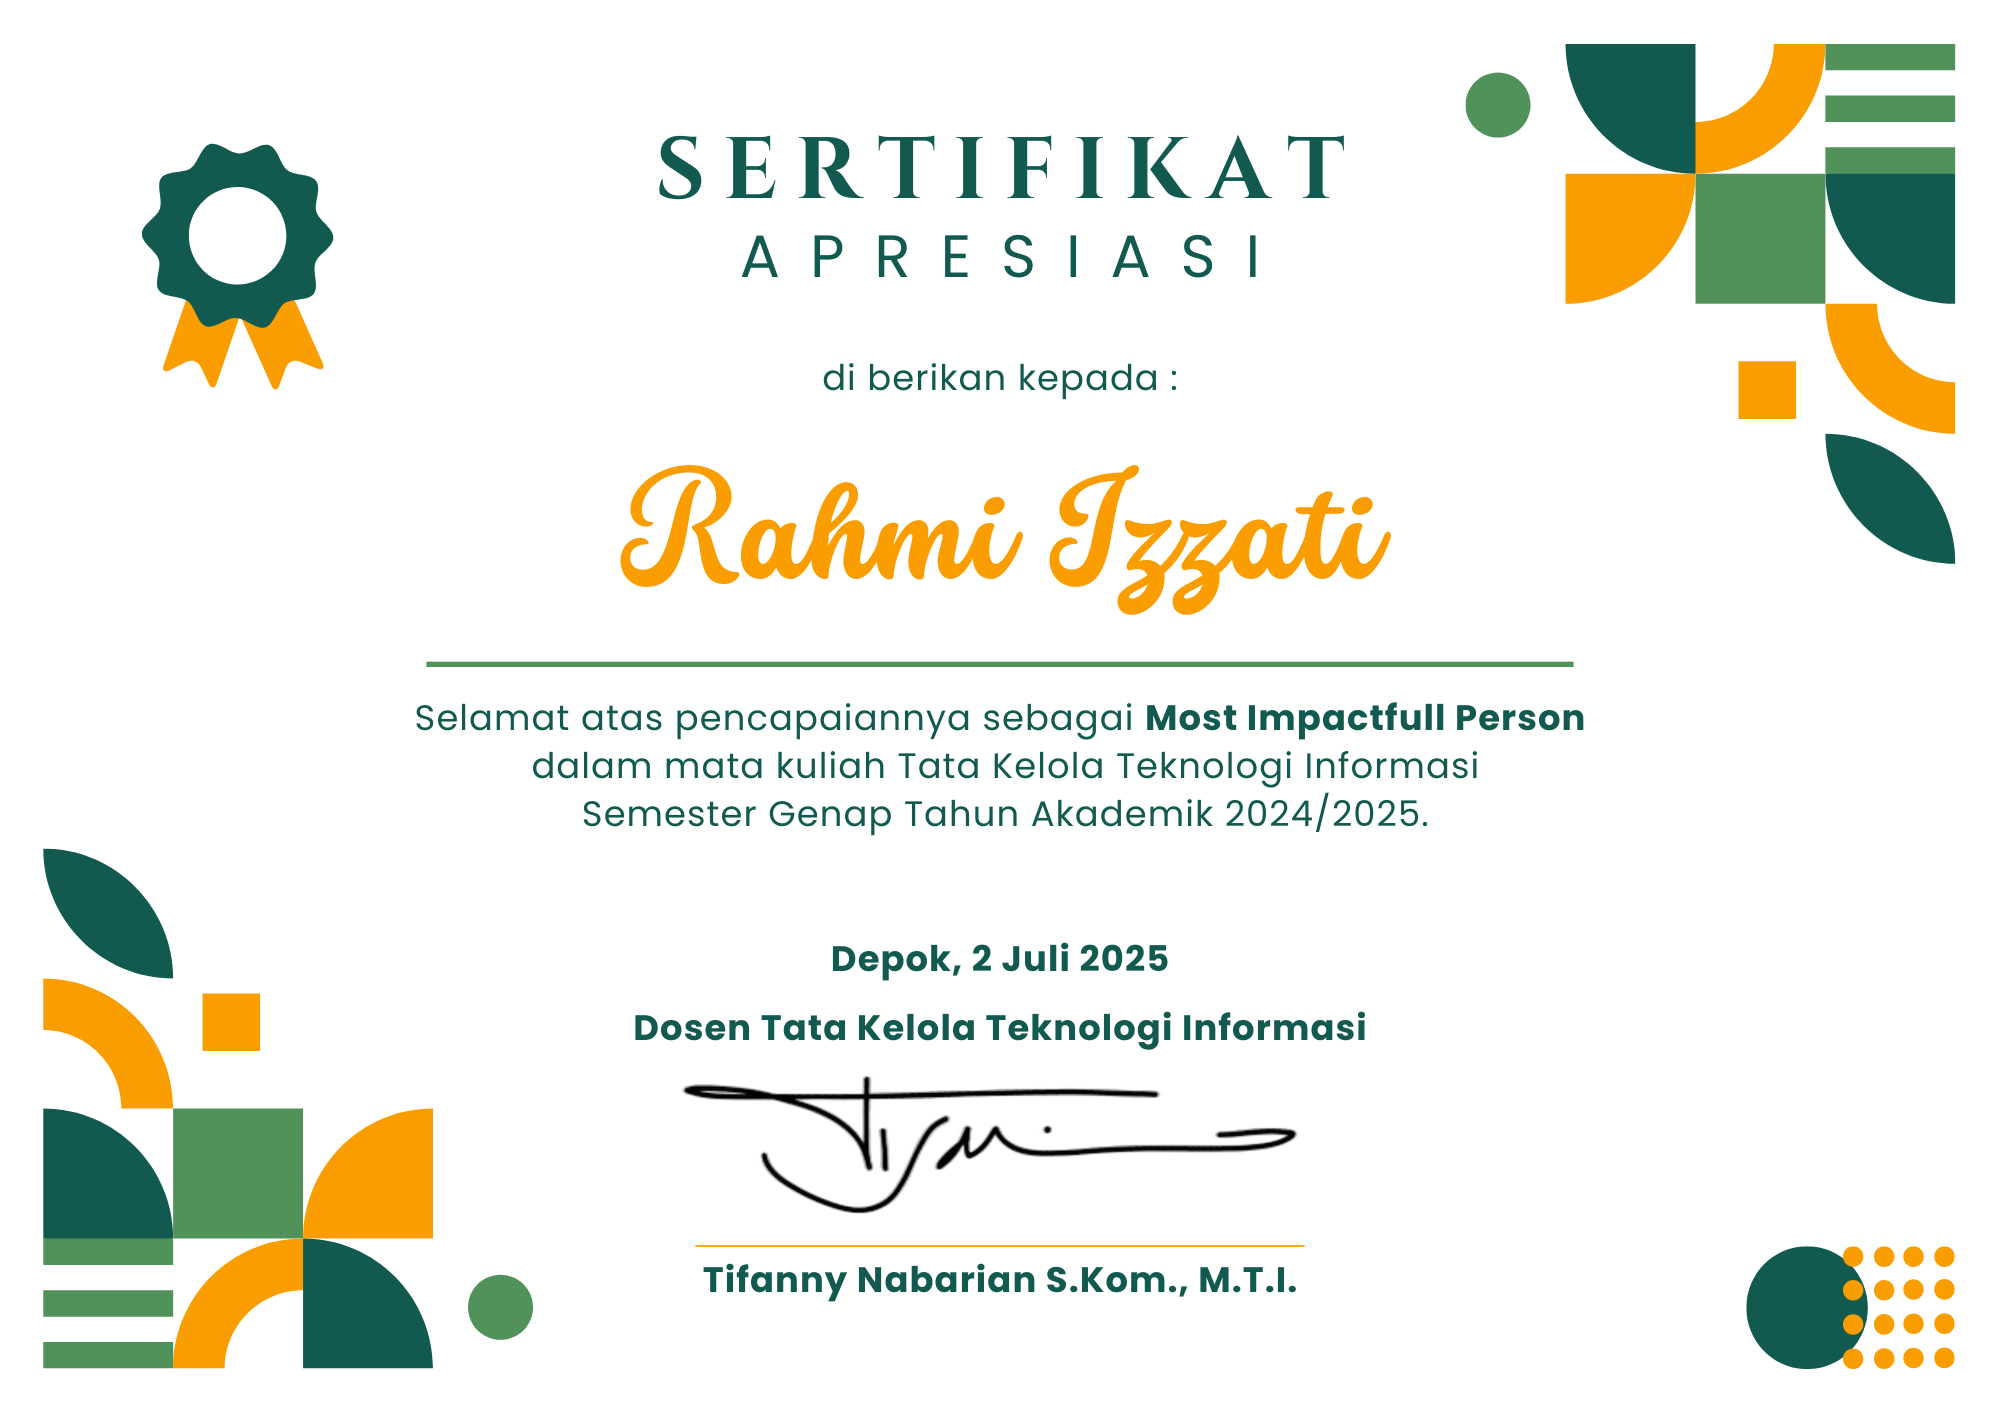 SERTIFIKAT
APRESIASI
di berikan kepada :
Rahmi Izzati
Selamat atas pencapaiannya sebagai Most Impactfull Person
dalam mata kuliah Tata Kelola Teknologi Informasi
Semester Genap Tahun Akademik 2024/2025.
Depok, 2 Juli 2025
Dosen Tata Kelola Teknologi Informasi
Tifanny Nabarian S.Kom., M.T.I.